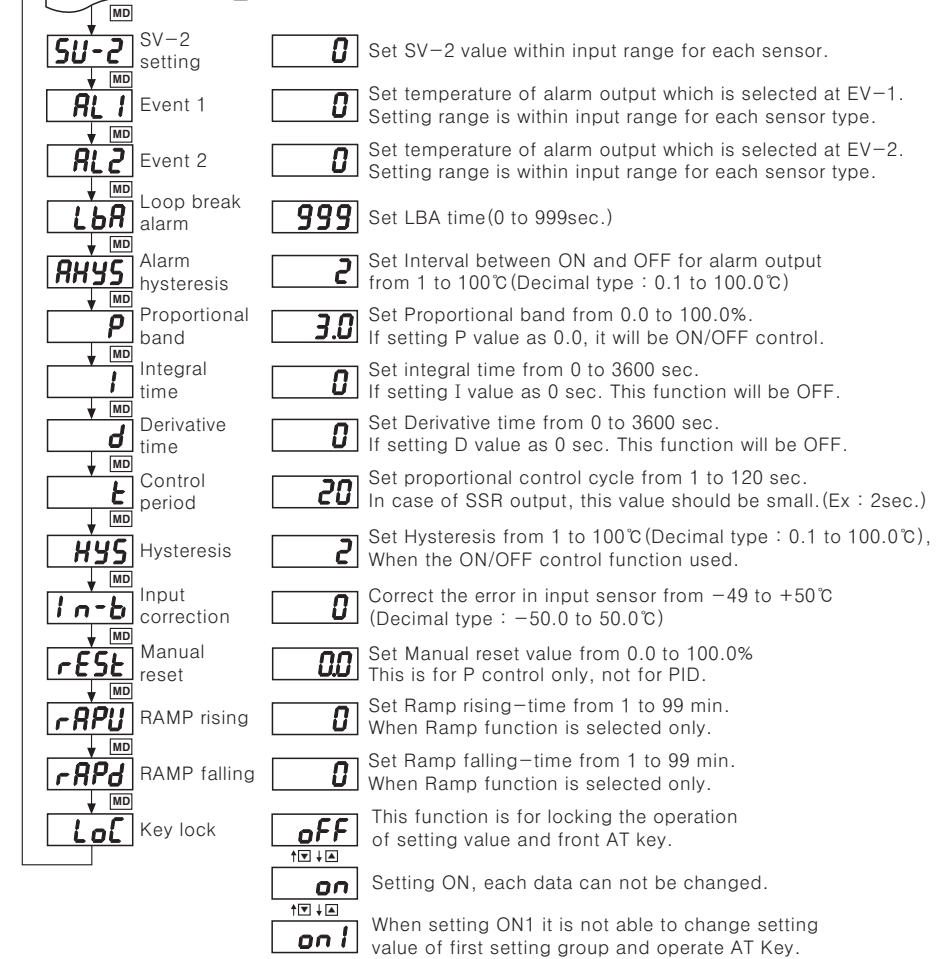 MD
SV-2
SV-2 setting
0
Set SV-2 value within input range for each sensor.
MD
AL1
Event 1
0
Set temperature of alarm output which is selected at EV-1.
Setting range is within input range for each sensor type.
MD
AL2
Event 2
0
Set temperature of alarm output which is selected at EV-2.
Setting range is within input range for each sensor type.
MD
LbA
Loop break
alarm
999
Set LBA time(0 to 999sec.)
MD
AHYS
Alarm
hysteresis
2
Set Interval between ON and OFF for alarm output
from 1 to 100℃(Decimal type : 0.1 to 100.0℃)
MD
P
Proportional
band
3.0
Set Proportional band from 0.0 to 100.0%.
If setting P value as 0.0, it will be ON/OFF control.
MD
I
Integral
time
0
Set integral time from 0 to 3600 sec.
If setting I value as 0 sec. This function will be OFF.
MD
d
Derivative
time
0
Set Derivative time from 0 to 3600 sec.
If setting D value as 0 sec. This function will be OFF.
MD
t
Control
period
20
Set proportional control cycle from 1 to 120 sec.
In case of SSR output, this value should be small.(Ex : 2sec.)
MD
HYS
Hysteresis
2
Set Hysteresis from 1 to 100℃(Decimal type : 0.1 to 100.0℃),
When the ON/OFF control function used.
MD
In-b
Input
correction
0
Correct the error in input sensor from -49 to +50℃
(Decimal type : -50.0 to 50.0℃)
MD
rESt
Manual
reset
0.0
Set Manual reset value from 0.0 to 100.0%
This is for P control only, not for PID.
MD
rAPU
RAMP rising
0
Set Ramp rising-time from 1 to 99 min.
When Ramp function is selected only.
MD
rAPd
RAMP falling
0
Set Ramp falling-time from 1 to 99 min.
When Ramp function is selected only.
MD
LoC
Key lock
oFF
This function is for locking the operation
of setting value and front AT key.
↑▼ ↓▲
on
Setting ON, each data can not be changed.
↑▼ ↓▲
on1
When setting ON1 it is not able to change setting
value of first setting group and operate AT Key.